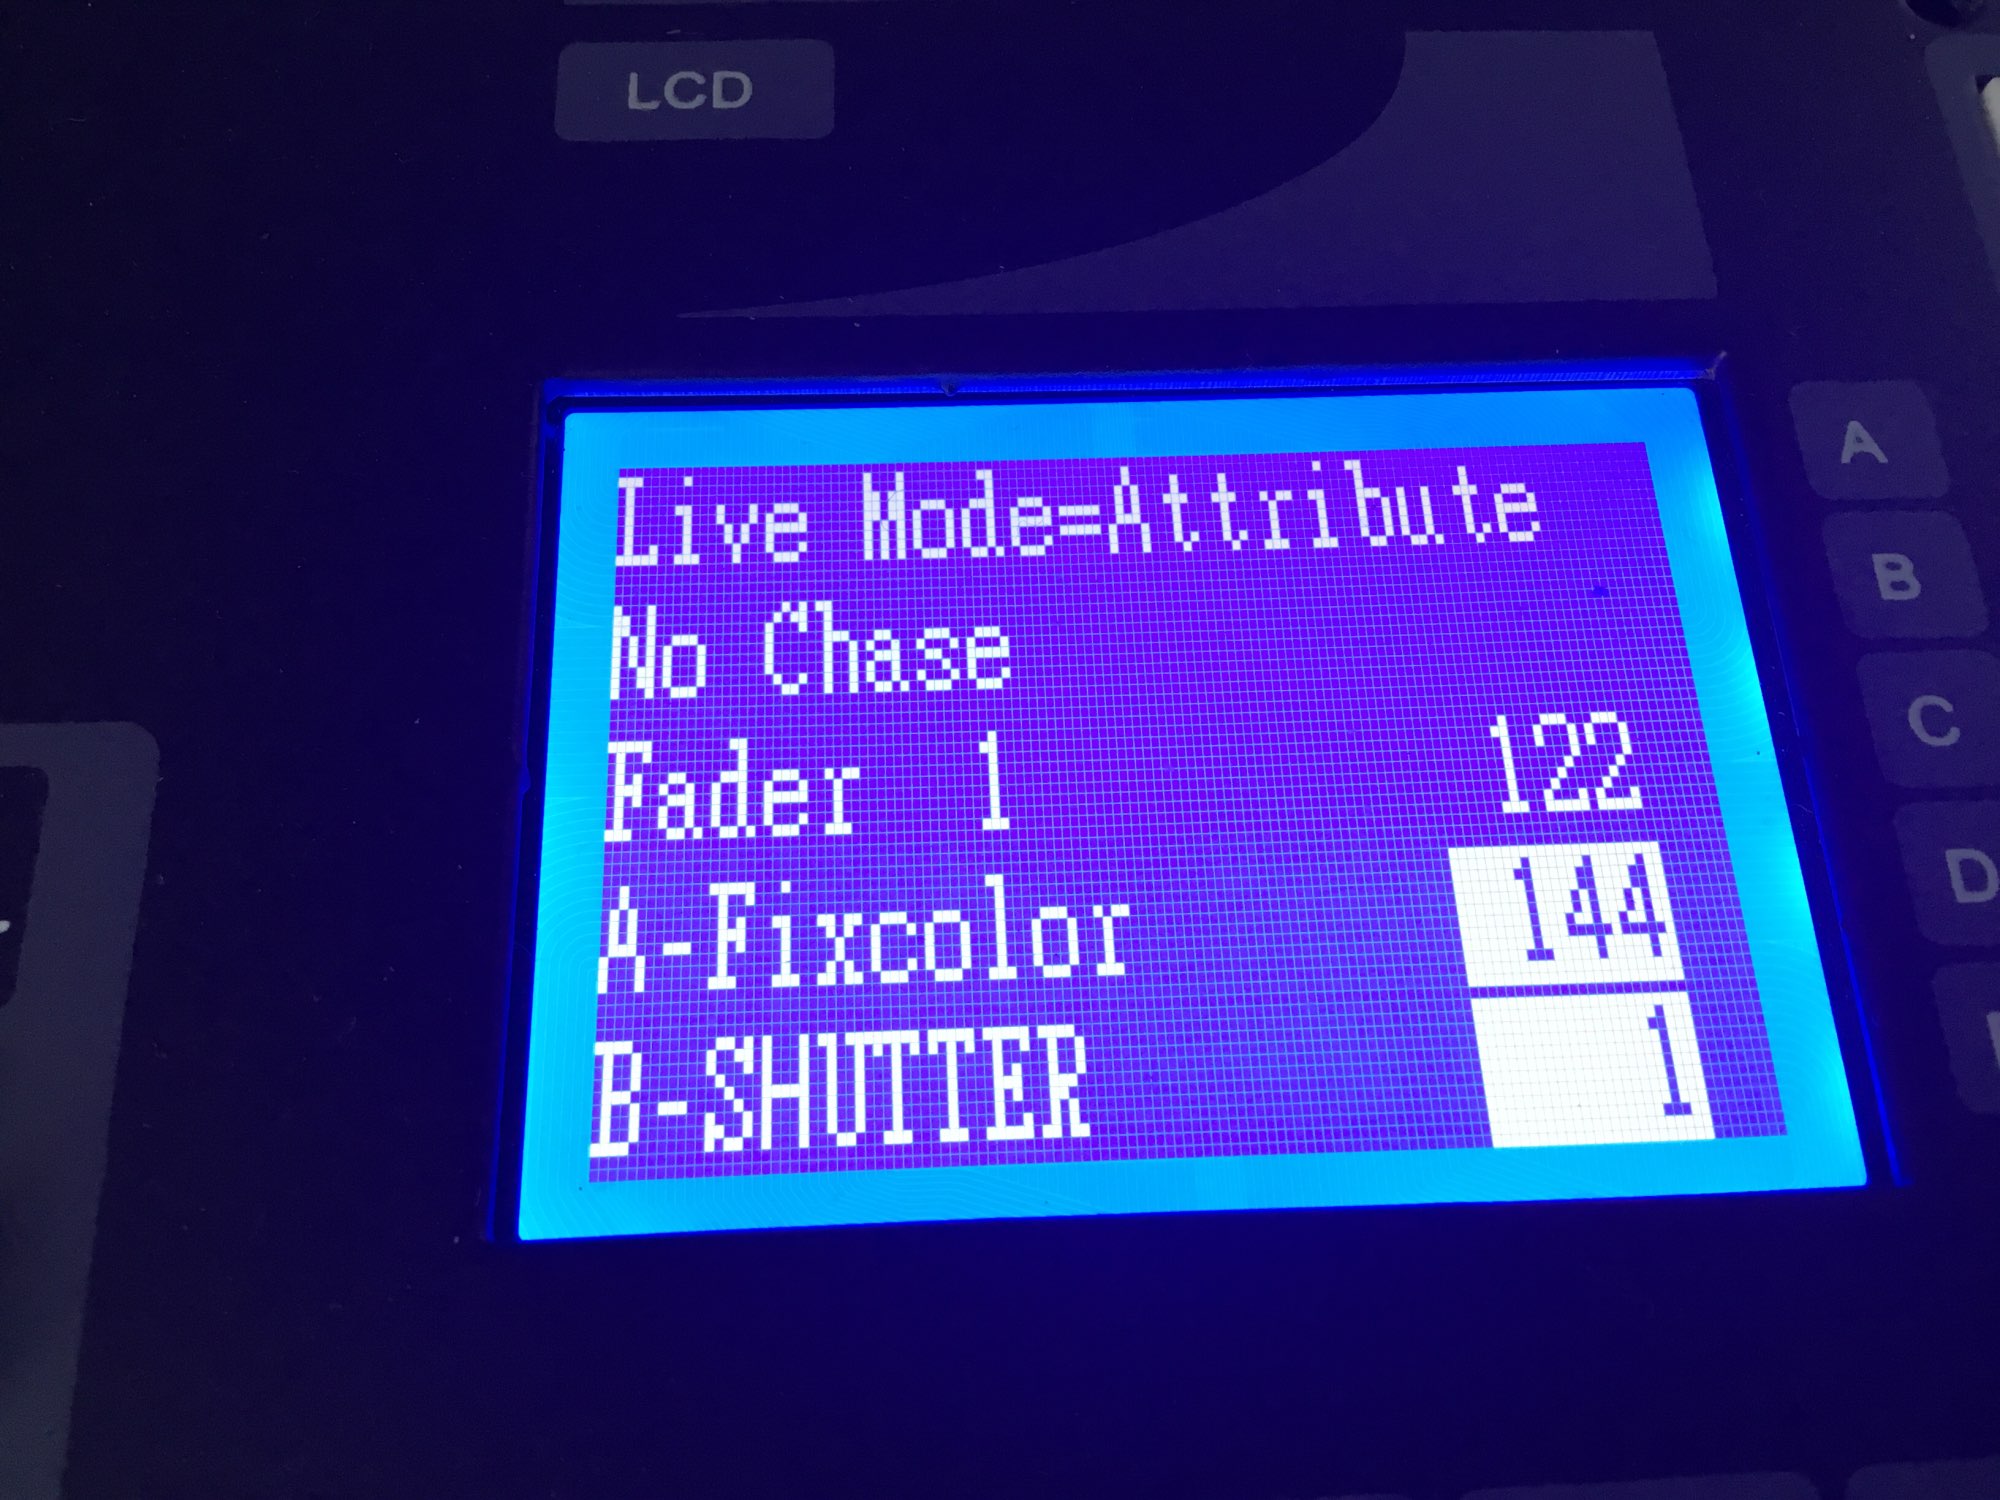 LCD
Live Mode=Attribute
No Chase
Fader 1 122
A-Fixcolor 144
B-SHUTTER 1
A
B
C
D